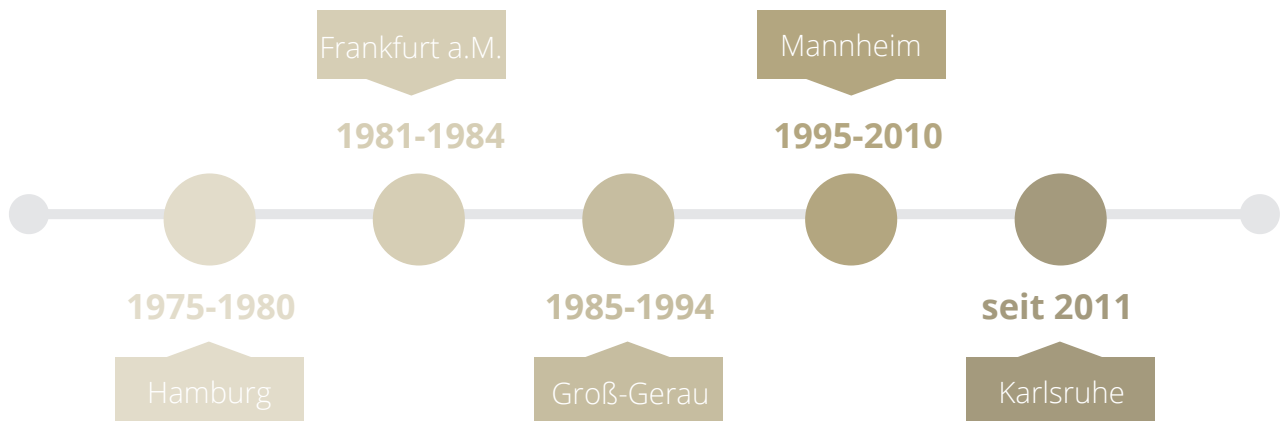 Frankfurt a.M.
Mannheim
1981-1984
1995-2010
1975-1980
1985-1994
seit 2011
Hamburg
Groß-Gerau
Karlsruhe